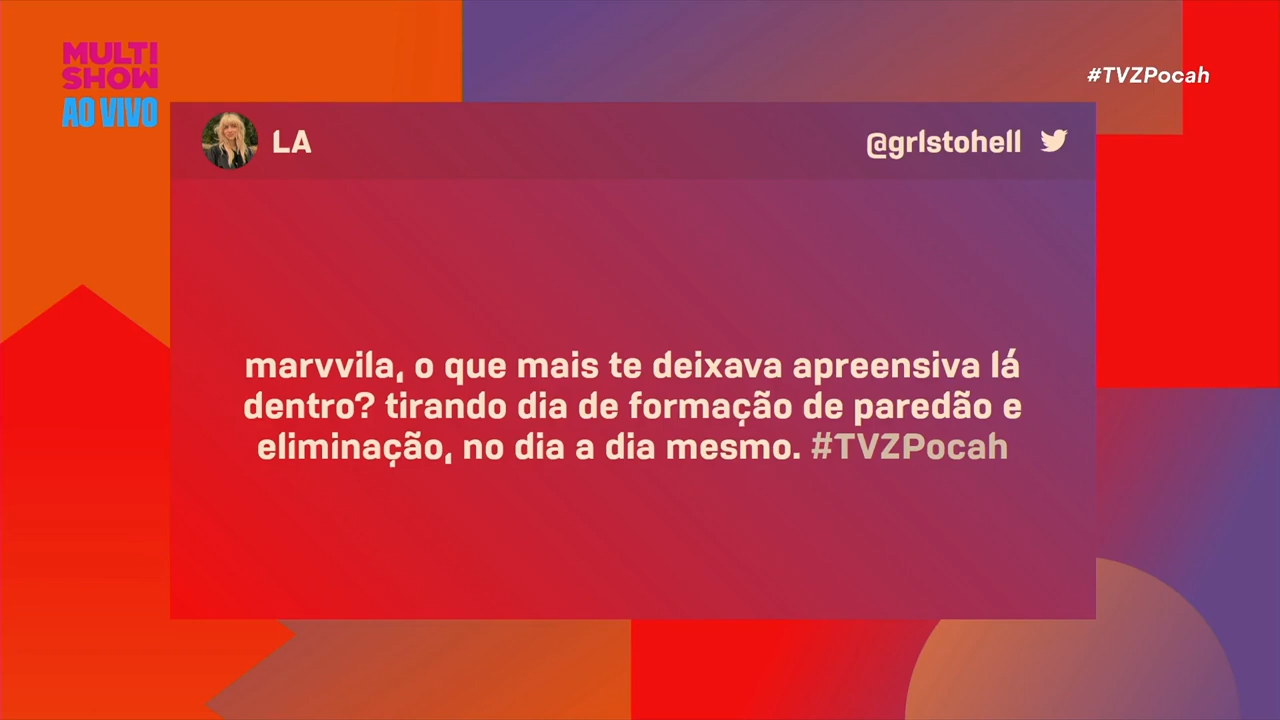 MULTI
SHOW
AO VIVO
#TVZPocah
LA
@grlstohell
marvvila, o que mais te deixava apreensiva lá
dentro? tirando dia de formação de paredão e
eliminação, no dia a dia mesmo. #TVZPocah